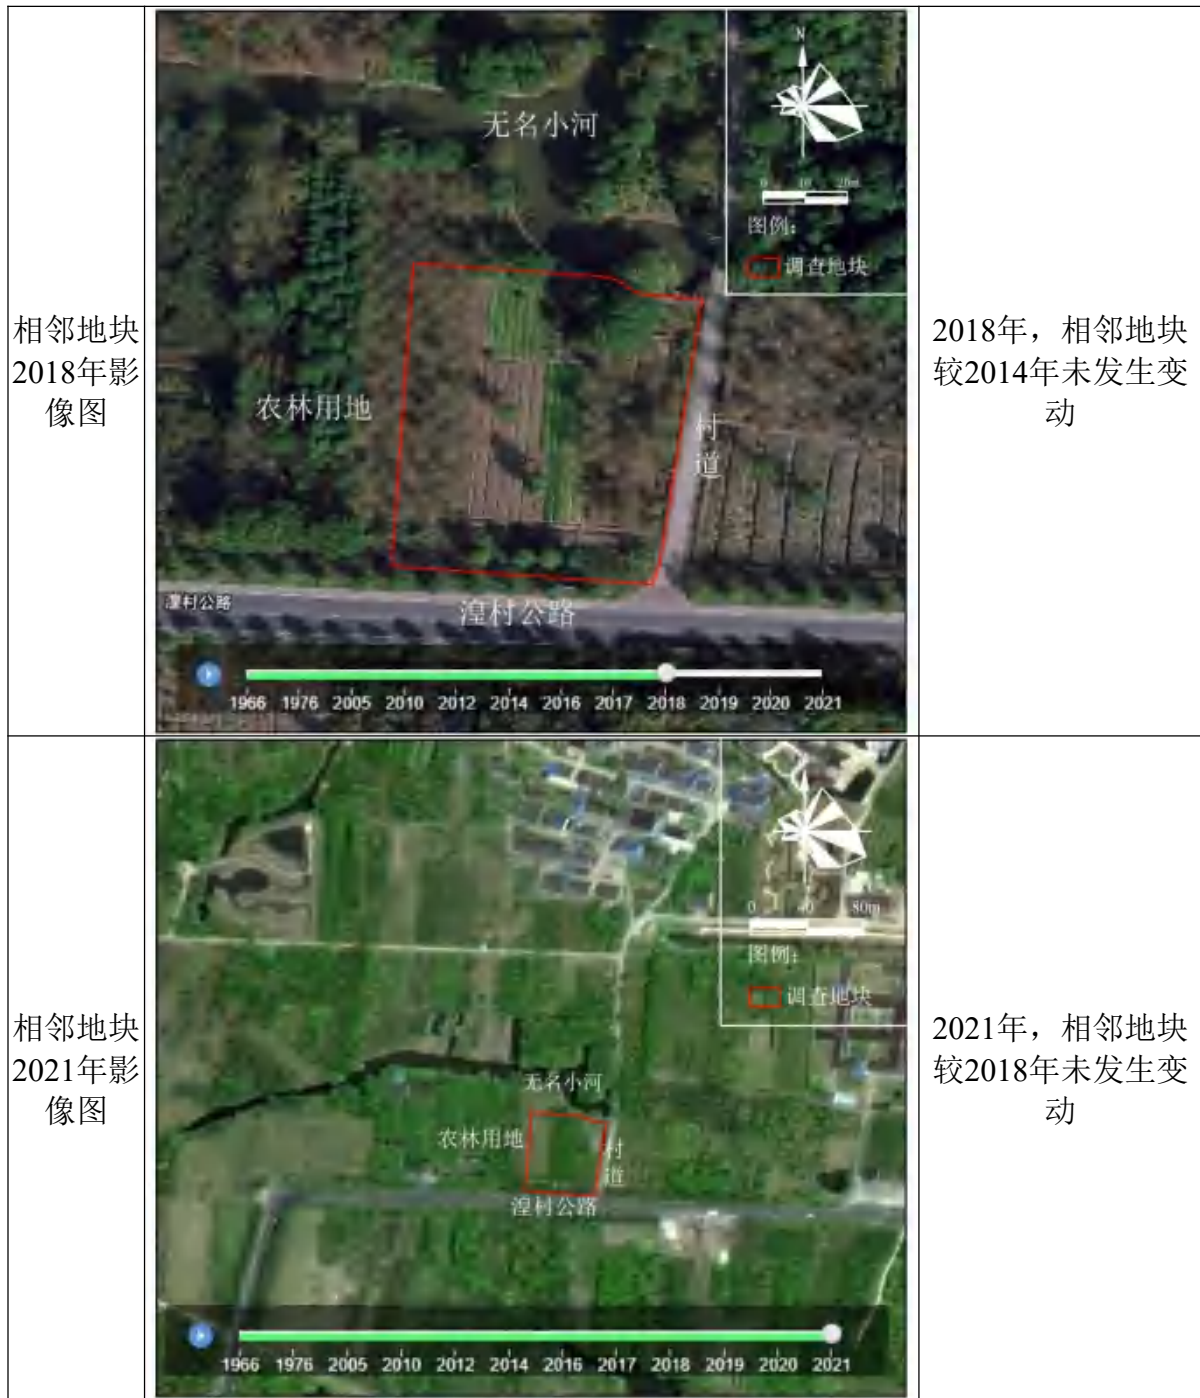 相邻地块
2018年影
像图
无名小河
N
0 10 20m
图例：
调查地块
农林用地
村
道
湟村公路
湟村公路
1966 1976 2005 2010 2012 2014 2016 2017 2018 2019 2020 2021
2018年，相邻地块
较2014年未发生变
动
相邻地块
2021年影
像图
0 40 80m
图例：
调查地块
无名小河
农林用地
村
道
湟村公路
1966 1976 2005 2010 2012 2014 2016 2017 2018 2019 2020 2021
2021年，相邻地块
较2018年未发生变
动